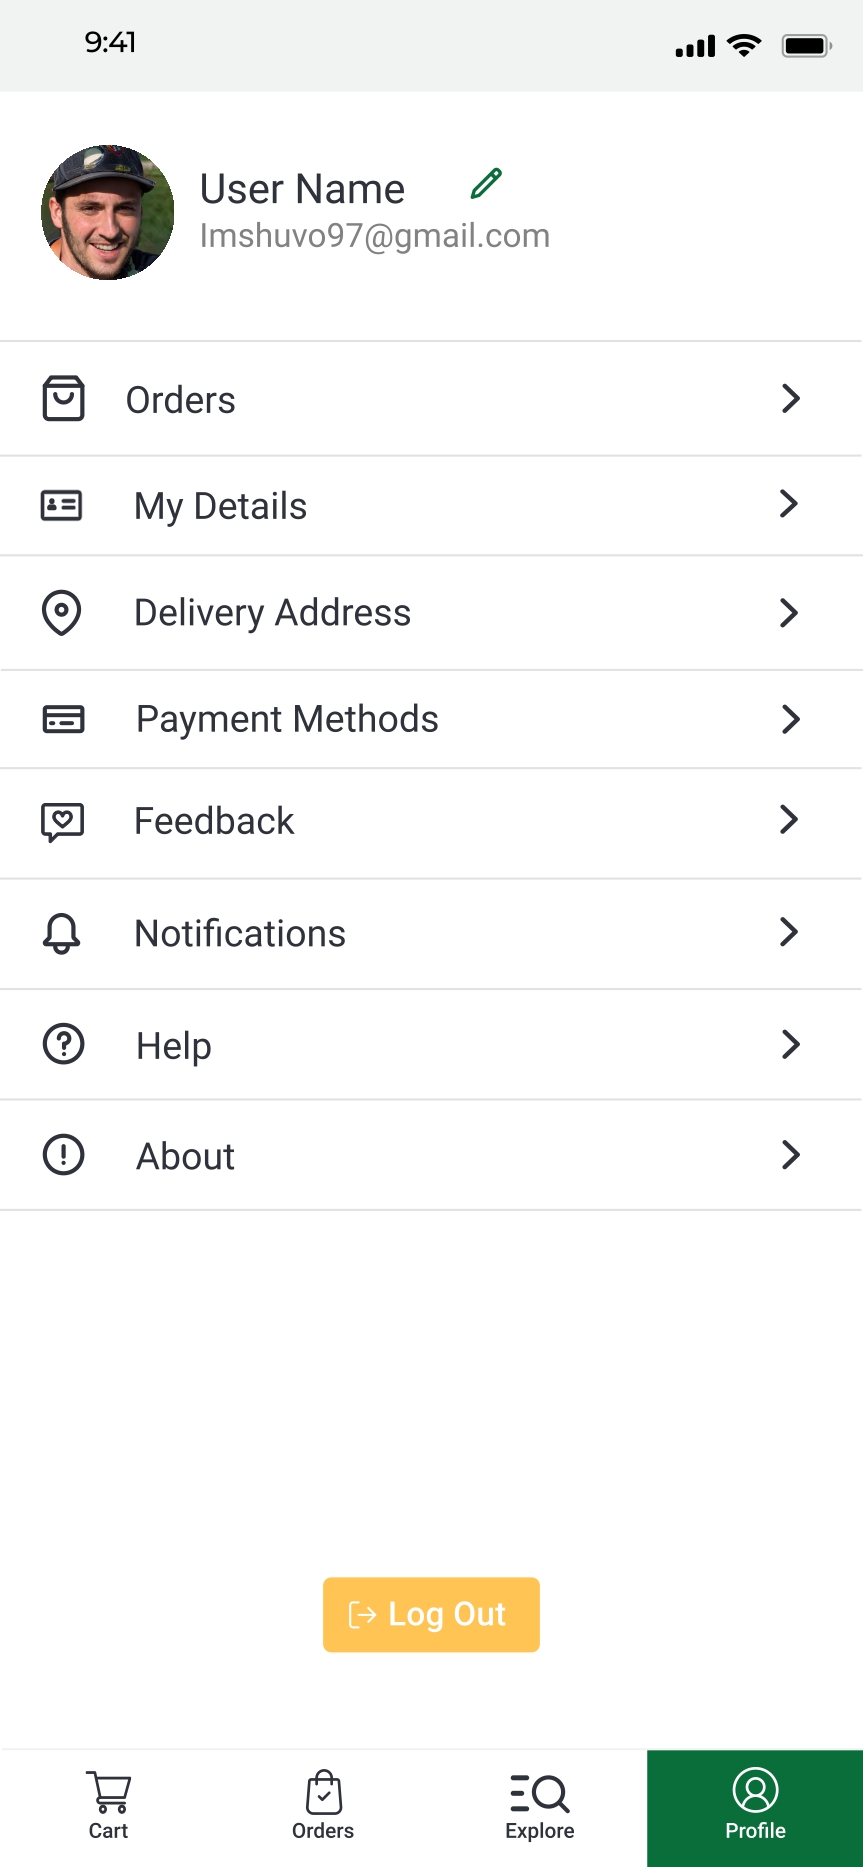 9:41
User Name
Imshuvo97@gmail.com
Orders
My Details
Delivery Address
Payment Methods
Feedback
Notifications
Help
About
Log Out
Cart
Orders
Explore
Profile